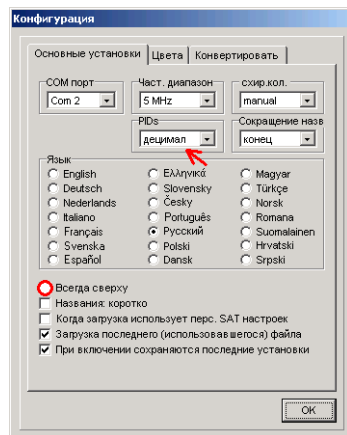 Конфигурация
Основные установки Цвета Конвертировать
COM порт Част. диапазон схир.кол.
Com 2 5 MHz manual
PIDs Сокращение назв
децимал конец
Язык
English Ελληνικά Magyar
Deutsch Slovensky Türkçe
Nederlands Česky Norsk
Italiano Português Romana
Français Русский Suomalainen
Svenska Polski Hrvatski
Español Dansk Srpski
Всегда сверху
Названия: коротко
Когда загрузка использует перс. SAT настроек
Загрузка последнего (использовавшегося) файла
При включении сохраняются последние установки
OK